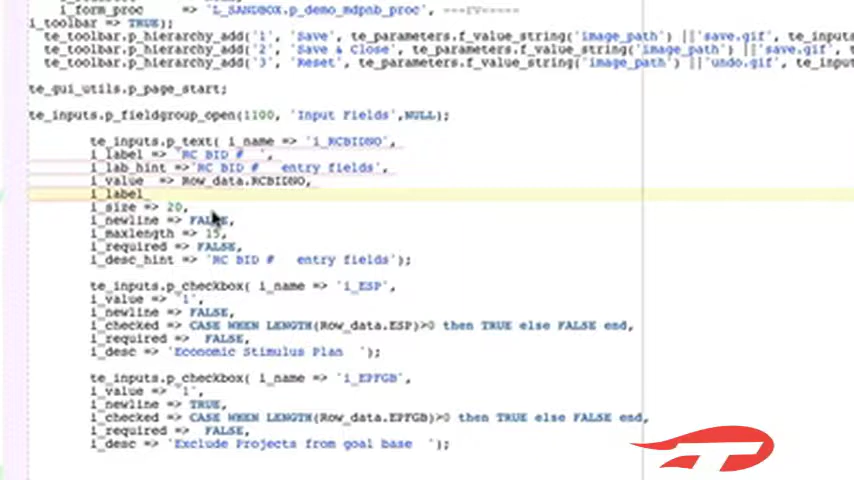 i_form_proc => 'L_SANDBOX.p_demo_mdpnb_proc', ---rv-----
i_toolbar => TRUE);
te_toolbar.p_hierarchy_add('1', 'Save', te_parameters.f_value_string('image_path') ||'save.gif', te_inputs
te_toolbar.p_hierarchy_add('2', 'Save & Close', te_parameters.f_value_string('image_path') ||'save.gif',
te_toolbar.p_hierarchy_add('3', 'Reset', te_parameters.f_value_string('image_path') ||'undo.gif', te_input
te_gui_utils.p_page_start;
te_inputs.p_fieldgroup_open(1100, 'Input Fields',NULL);
te_inputs.p_text( i_name => 'i_RCBIDNO',
i_label => 'RC BID #  ',
i_lab_hint =>'RC BID #   entry fields',
i_value  => Row_data.RCBIDNO,
i_label_
i_size => 20,
i_newline => FALSE,
i_maxlength => 15,
i_required => FALSE,
i_desc_hint => 'RC BID #   entry fields');
te_inputs.p_checkbox( i_name => 'i_ESP',
i_value => '1',
i_newline => FALSE,
i_checked => CASE WHEN LENGTH(Row_data.ESP)>0 then TRUE else FALSE end,
i_required =>  FALSE,
i_desc => 'Economic Stimulus Plan  ');
te_inputs.p_checkbox( i_name => 'i_EPFGB',
i_value => '1',
i_newline => TRUE,
i_checked => CASE WHEN LENGTH(Row_data.EPFGB)>0 then TRUE else FALSE end,
i_required =>  FALSE,
i_desc => 'Exclude Projects from goal base  ');